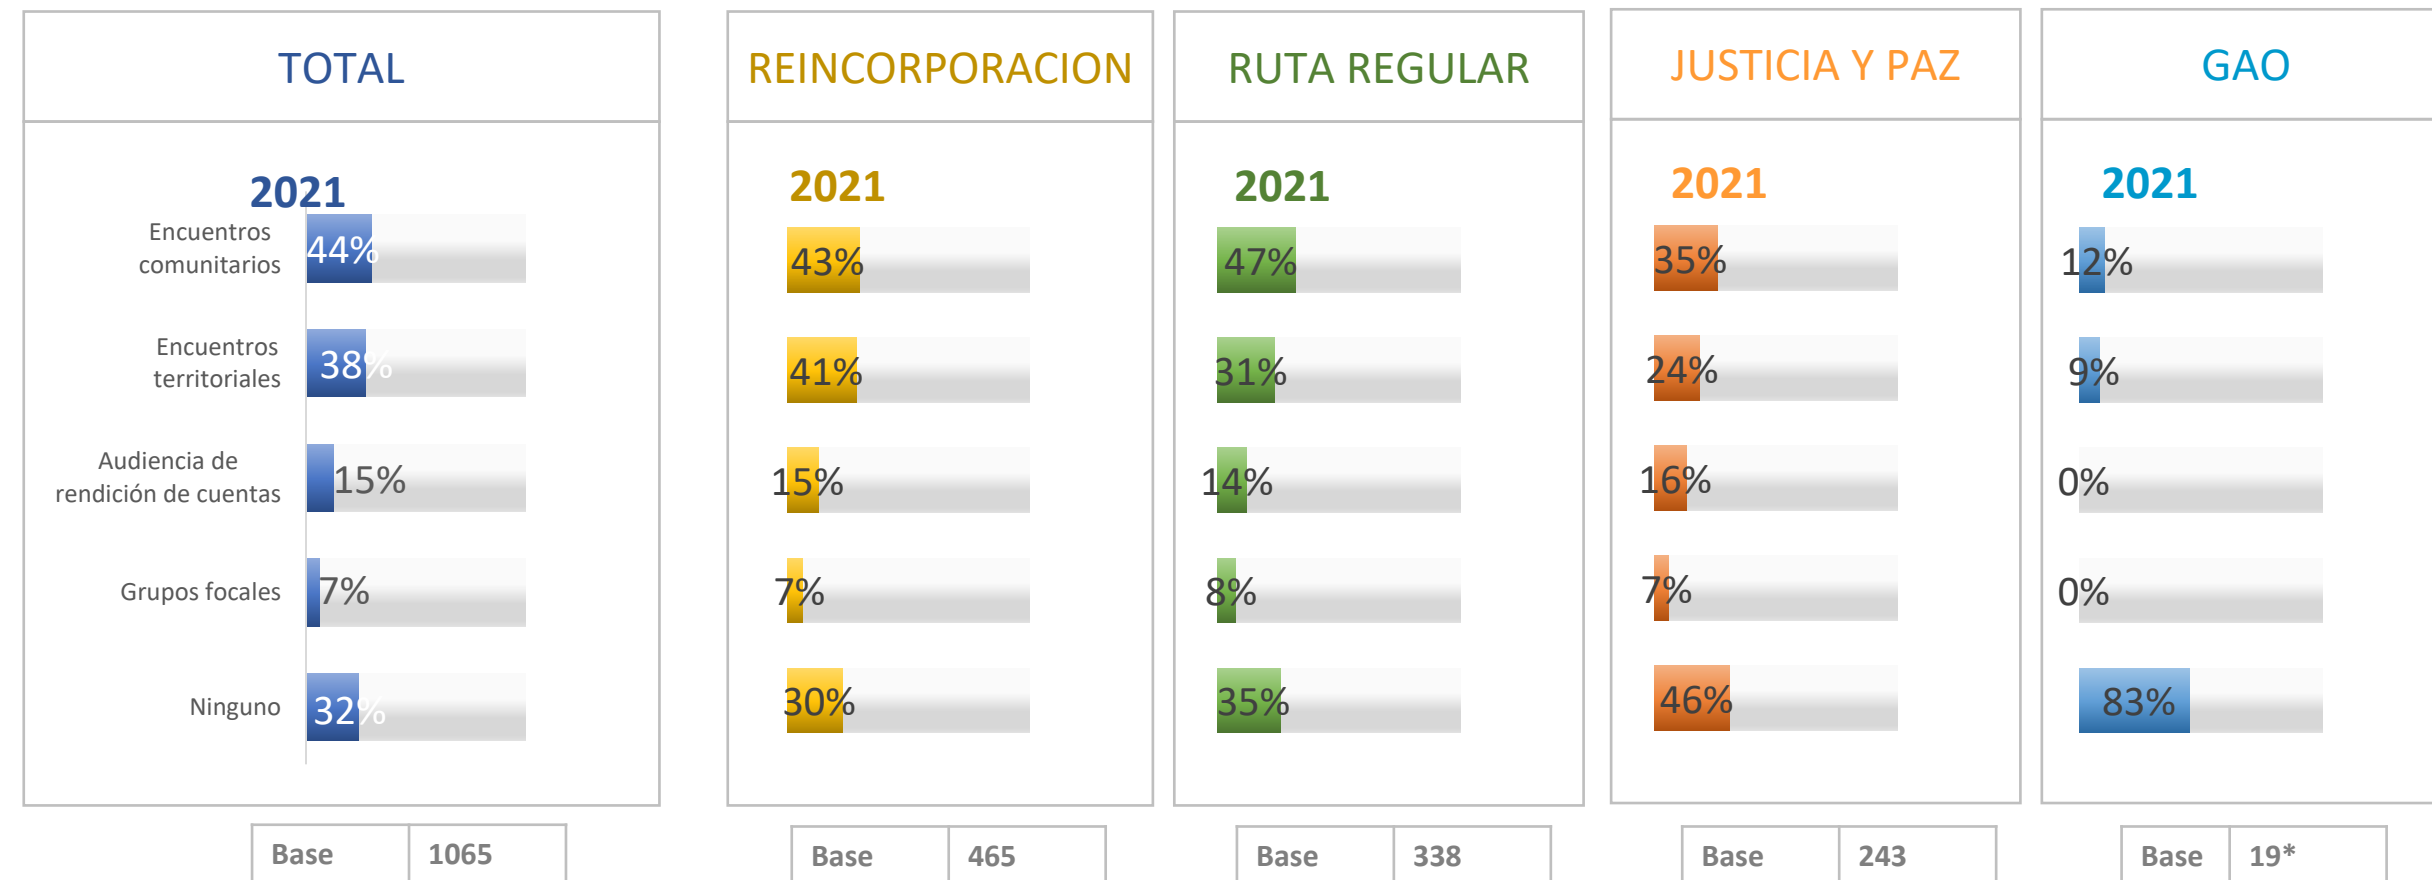 TOTAL
2021
Encuentros
comunitarios
44%
Encuentros
territoriales
38%
Audiencia de
rendición de cuentas
15%
Grupos focales
7%
Ninguno
32%
Base 1065
REINCORPORACION
2021
43%
41%
15%
7%
30%
Base 465
RUTA REGULAR
2021
47%
31%
14%
8%
35%
Base 338
JUSTICIA Y PAZ
2021
35%
24%
16%
7%
46%
Base 243
GAO
2021
12%
9%
0%
0%
83%
Base 19*